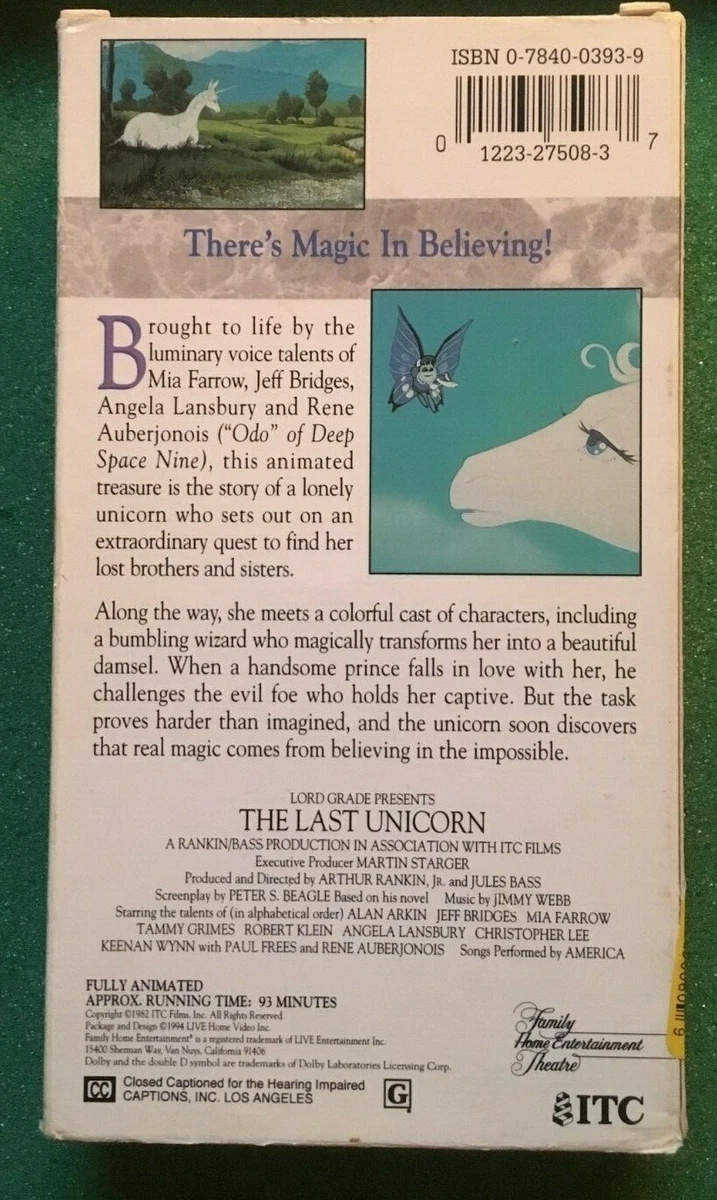 ISBN 0-7840-0393-9
0 1223-27508-3 7
There's Magic In Believing!
Brought to life by the
luminary voice talents of
Mia Farrow, Jeff Bridges,
Angela Lansbury and Rene
Auberjonois ("Odo" of Deep
Space Nine), this animated
treasure is the story of a lonely
unicorn who sets out on an
extraordinary quest to find her
lost brothers and sisters.
Along the way, she meets a colorful cast of characters, including
a bumbling wizard who magically transforms her into a beautiful
damsel. When a handsome prince falls in love with her, he
challenges the evil foe who holds her captive. But the task
proves harder than imagined, and the unicorn soon discovers
that real magic comes from believing in the impossible.
LORD GRADE PRESENTS
THE LAST UNICORN
A RANKIN/BASS PRODUCTION IN ASSOCIATION WITH ITC FILMS
Executive Producer MARTIN STARGER
Produced and Directed by ARTHUR RANKIN, JR. and JULES BASS
Screenplay by PETER S. BEAGLE Based on his novel Music by JIMMY WEBB
Starring the talents of (in alphabetical order) ALAN ARKIN JEFF BRIDGES MIA FARROW
TAMMY GRIMES ROBERT KLEIN ANGELA LANSBURY CHRISTOPHER LEE
KEENAN WYNN with PAUL FREES and RENE AUBERJONOIS Songs Performed by AMERICA
FULLY ANIMATED
APPROX. RUNNING TIME: 93 MINUTES
Copyright ©1982 ITC Films, Inc. All Rights Reserved.
Package and Design ©1994 LIVE Home Video Inc.
Family Home Entertainment® is a registered trademark of LIVE Entertainment Inc.
15400 Sherman Way, Van Nuys, California 91406
Dolby and the double D symbol are trademarks of Dolby Laboratories Licensing Corp.
CC Closed Captioned for the Hearing Impaired
CAPTIONS, INC. LOS ANGELES
G
Family
Home Entertainment
Theatre
ITC